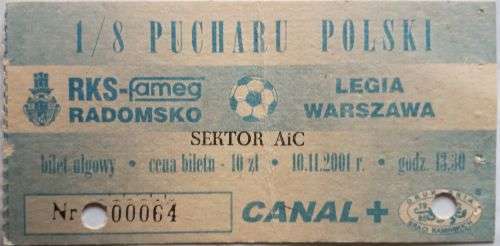 1/8 PUCHARU POLSKI
RKS-fameg
RADOMSKO
LEGIA
WARSZAWA
SEKTOR AiC
bilet ulgowy • cena biletu - 10 zł • 10.11.2001 r. • godz. 13.30
Nr 000064
CANAL +